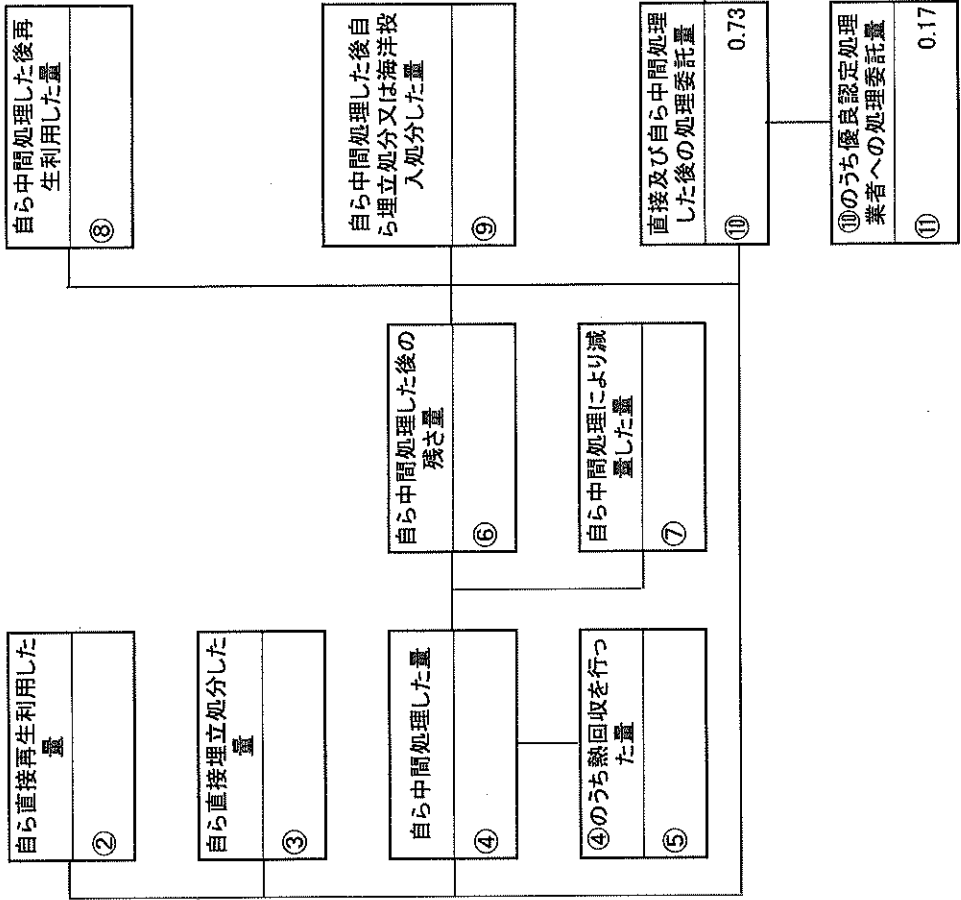 自ら直接再生利用した
量
②
自ら直接埋立処分した
量
③
自ら中間処理した量
④
④のうち熱回収を行っ
た量
⑤
自ら中間処理した後の
残さ量
⑥
自ら中間処理により減
量した量
⑦
自ら中間処理した後再
生利用した量
⑧
自ら中間処理した後自
ら埋立処分又は海洋投
入処分した量
⑨
直接及び自ら中間処理
した後の処理委託量
⑩ 0.73
⑩のうち優良認定処理
業者への処理委託量
⑪ 0.17